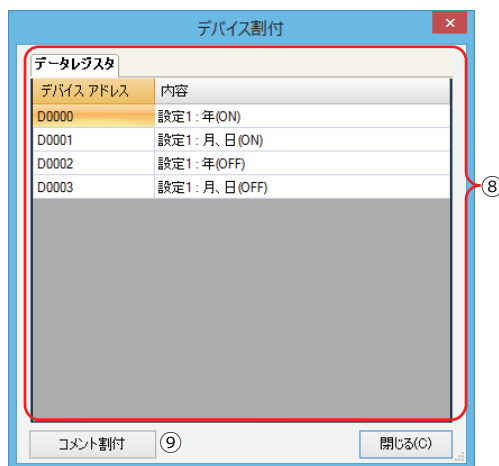 デバイス割付
データレジスタ
デバイス アドレス 内容
D0000 設定1 : 年(ON)
D0001 設定1 : 月、日(ON)
D0002 設定1 : 年(OFF)
D0003 設定1 : 月、日(OFF)
⑧
コメント割付 ⑨ 閉じる(C)